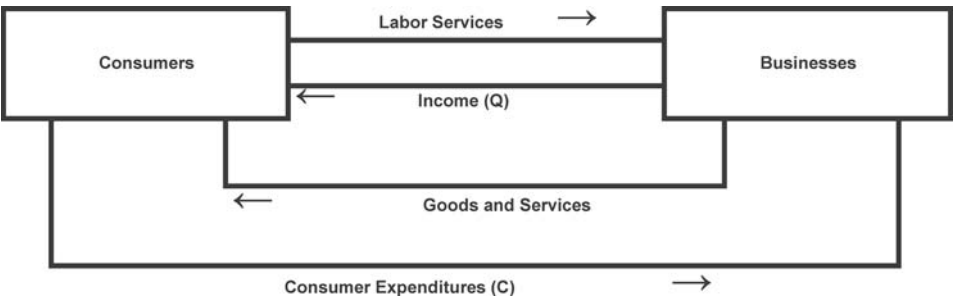 Labor Services
Consumers
Businesses
Income (Q)
Goods and Services
Consumer Expenditures (C)